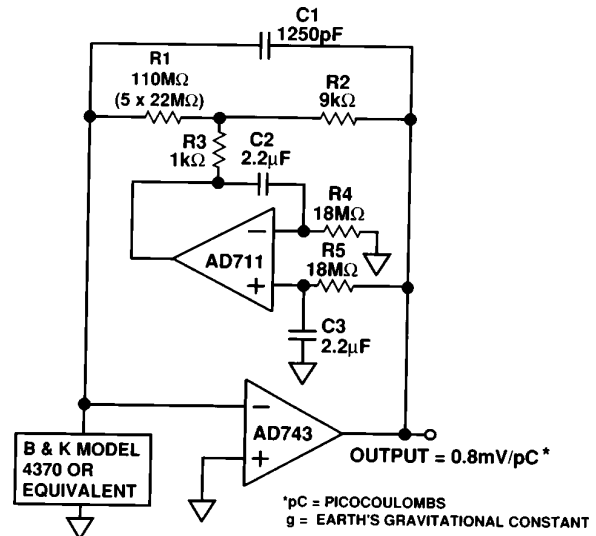 C1
1250pF
R1
110MΩ
(5 x 22MΩ)
R2
9kΩ
R3
1kΩ
C2
2.2µF
R4
18MΩ
R5
18MΩ
−
+
AD711
C3
2.2µF
−
+
AD743
B & K MODEL
4370 OR
EQUIVALENT
OUTPUT = 0.8mV/pC*
*pC = PICOCOULOMBS
g = EARTH'S GRAVITATIONAL CONSTANT